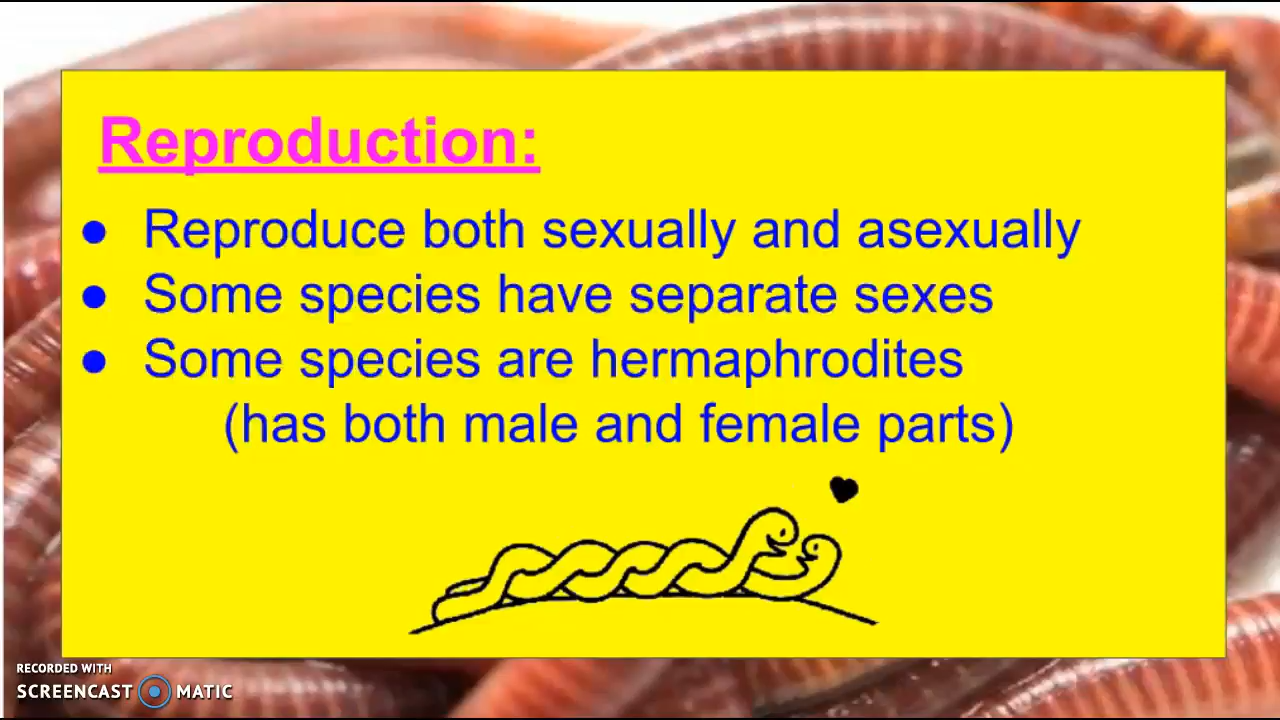 Reproduction:
● Reproduce both sexually and asexually
● Some species have separate sexes
● Some species are hermaphrodites
(has both male and female parts)
RECORDED WITH
SCREENCAST MATIC